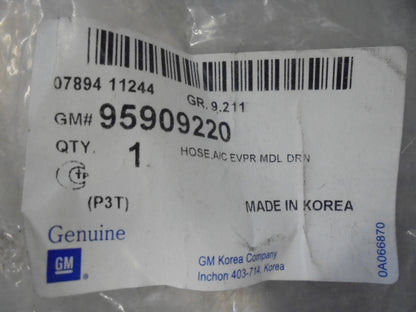 07894 11244
GR. 9.211
GM# 95909220
QTY. 1
HOSE,A/C EVPR MDL DRN
(P3T)
MADE IN KOREA
Genuine
GM
GM Korea Company
Inchon 403-714, Korea
0A066870